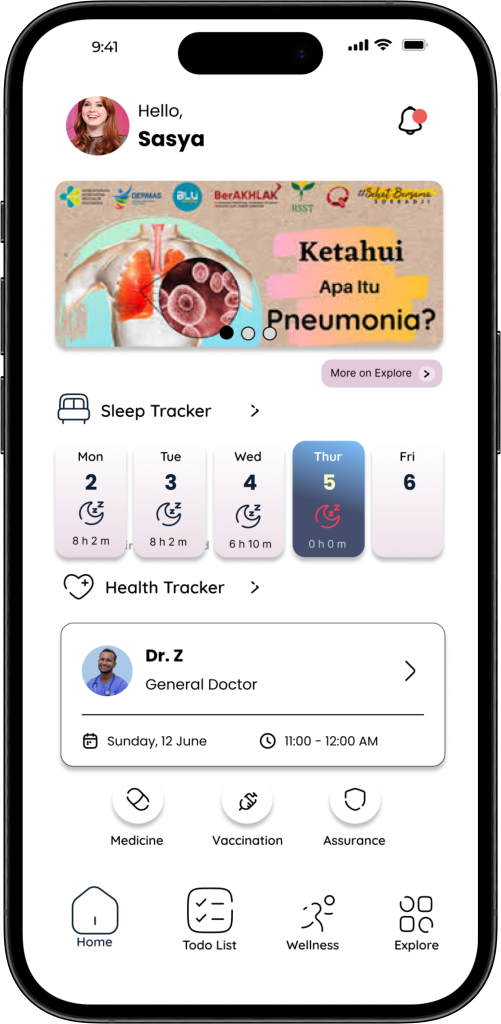 9:41
Hello,
Sasya
GERMAS
BLU
BerAKHLAK
RSST
#Sehat Bersama
SOERADJI
Ketahui
Apa Itu
Pneumonia?
More on Explore
Sleep Tracker
Mon Tue Wed Thur Fri
2 3 4 5 6
8 h 2 m 8 h 2 m 6 h 10 m 0 h 0 m
Health Tracker
Dr. Z
General Doctor
Sunday, 12 June 11:00 - 12:00 AM
Medicine Vaccination Assurance
Home Todo List Wellness Explore